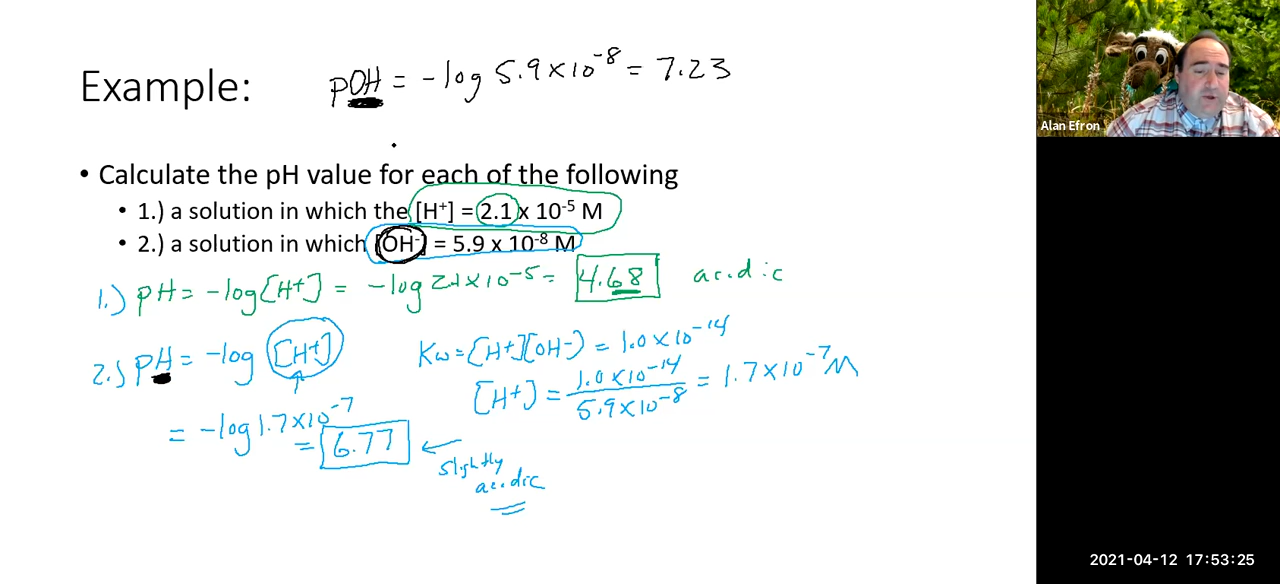 Example:
pOH = -log 5.9×10⁻⁸ = 7.23
• Calculate the pH value for each of the following
• 1.) a solution in which the [H⁺] = 2.1 x 10⁻⁵ M
• 2.) a solution in which [OH⁻] = 5.9 x 10⁻⁸ M
1.) pH = -log[H+] = -log 2.1×10⁻⁵ = 4.68 acidic
2.) pH = -log [H+]
Kw = [H+][OH-] = 1.0×10⁻¹⁴
[H+] = 1.0×10⁻¹⁴ / 5.9×10⁻⁸ = 1.7×10⁻⁷ M
= -log 1.7×10⁻⁷
= 6.77
slightly
acidic
Alan Efron
2021-04-12 17:53:25